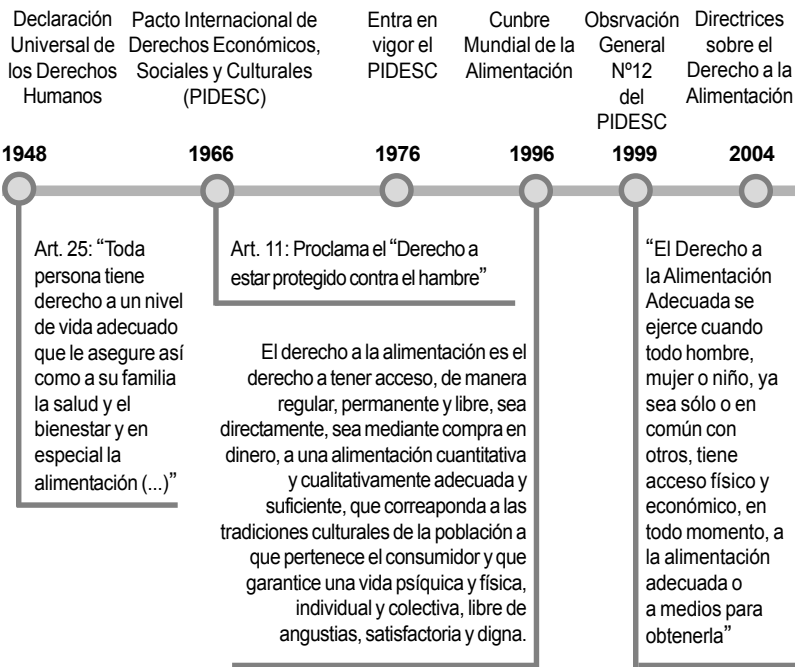 Declaración
Universal de
los Derechos
Humanos
Pacto Internacional de
Derechos Económicos,
Sociales y Culturales
(PIDESC)
Entra en
vigor el
PIDESC
Cunbre
Mundial de la
Alimentación
Obsrvación
General
Nº12
del
PIDESC
Directrices
sobre el
Derecho a la
Alimentación
1948
1966
1976
1996
1999
2004
Art. 25: “Toda
persona tiene
derecho a un nivel
de vida adecuado
que le asegure así
como a su familia
la salud y el
bienestar y en
especial la
alimentación (...)”
Art. 11: Proclama el “Derecho a
estar protegido contra el hambre”
El derecho a la alimentación es el
derecho a tener acceso, de manera
regular, permanente y libre, sea
directamente, sea mediante compra en
dinero, a una alimentación cuantitativa
y cualitativamente adecuada y
suficiente, que correaponda a las
tradiciones culturales de la población a
que pertenece el consumidor y que
garantice una vida psíquica y física,
individual y colectiva, libre de
angustias, satisfactoria y digna.
“El Derecho a
la Alimentación
Adecuada se
ejerce cuando
todo hombre,
mujer o niño, ya
sea sólo o en
común con
otros, tiene
acceso físico y
económico, en
todo momento, a
la alimentación
adecuada o
a medios para
obtenerla”